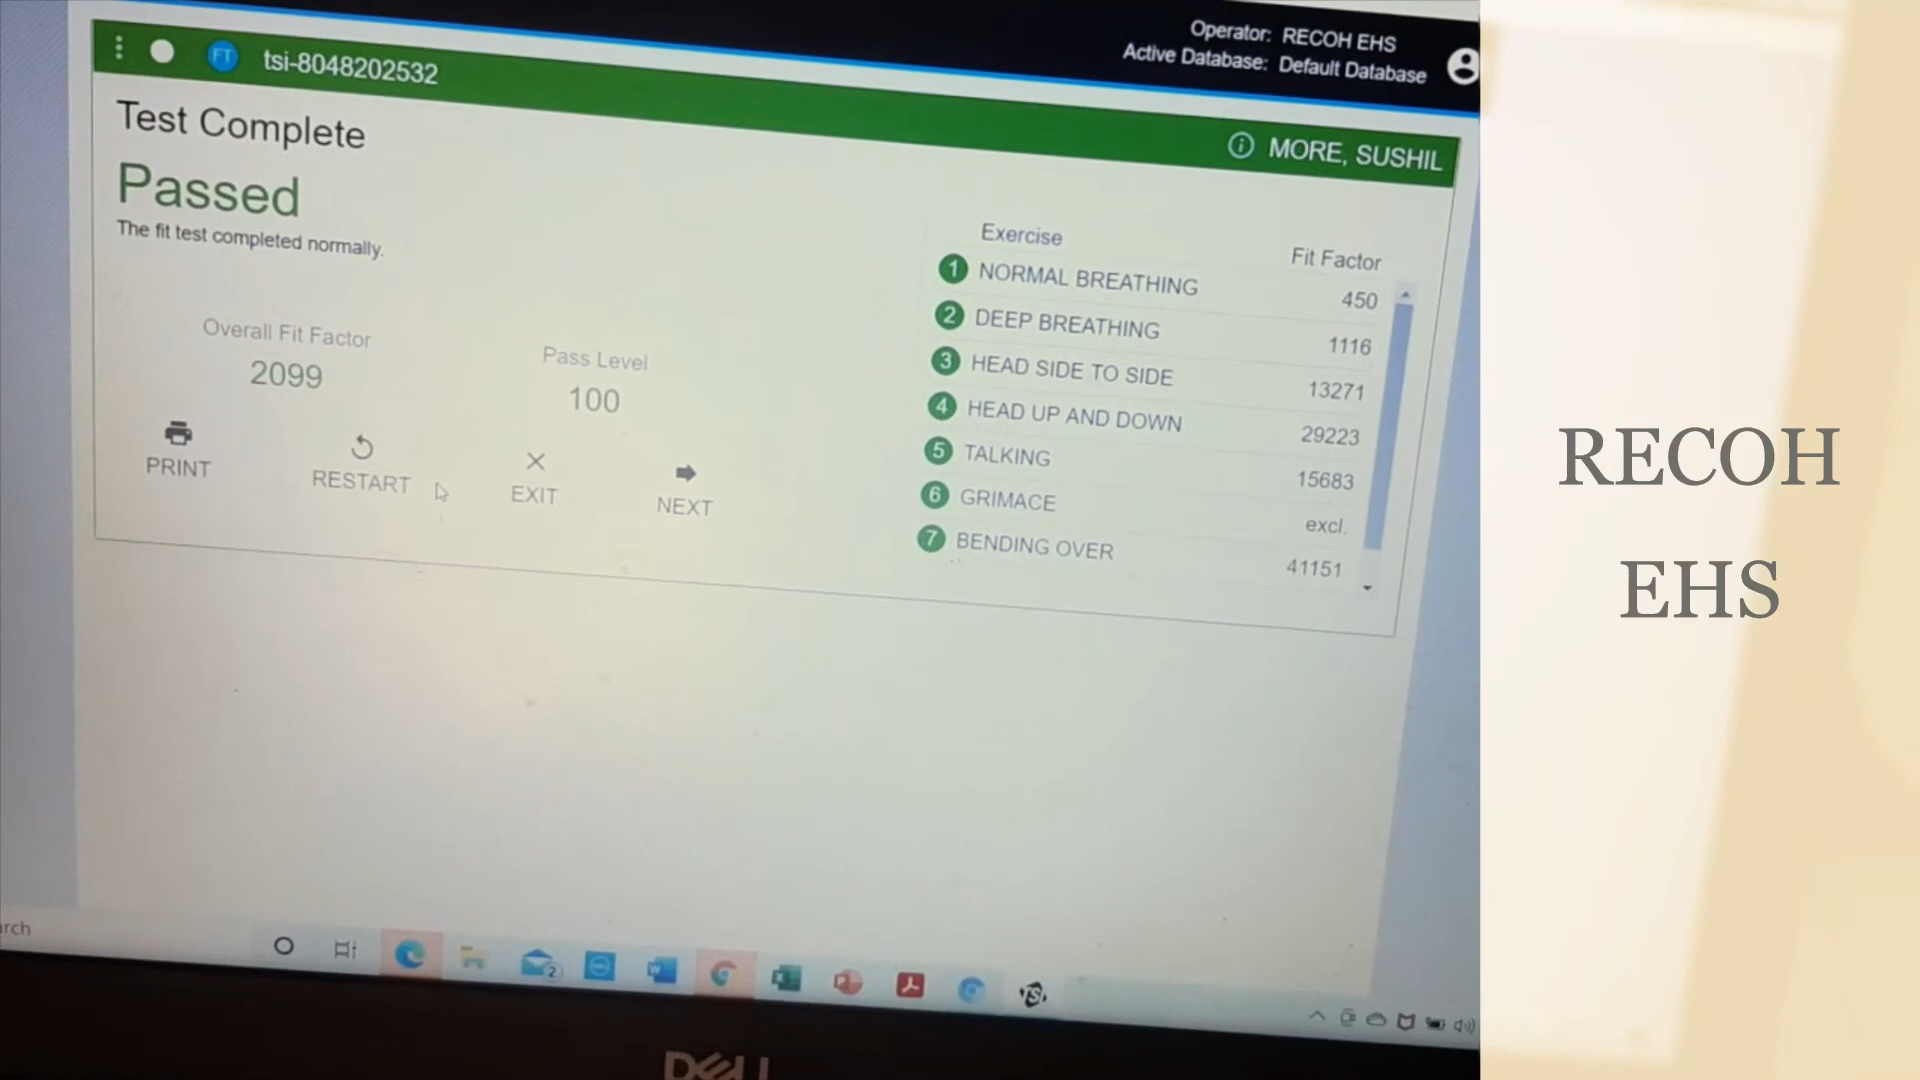 Operator: RECOH EHS
Active Database: Default Database
FT tsi-8048202532
MORE, SUSHIL
Test Complete
Passed
The fit test completed normally.
Overall Fit Factor
2099
Pass Level
100
PRINT
RESTART
EXIT
NEXT
Exercise Fit Factor
1 NORMAL BREATHING 450
2 DEEP BREATHING 1116
3 HEAD SIDE TO SIDE 13271
4 HEAD UP AND DOWN 29223
5 TALKING 15683
6 GRIMACE excl.
7 BENDING OVER 41151
RECOH
EHS
rch
2
TSI
DELL